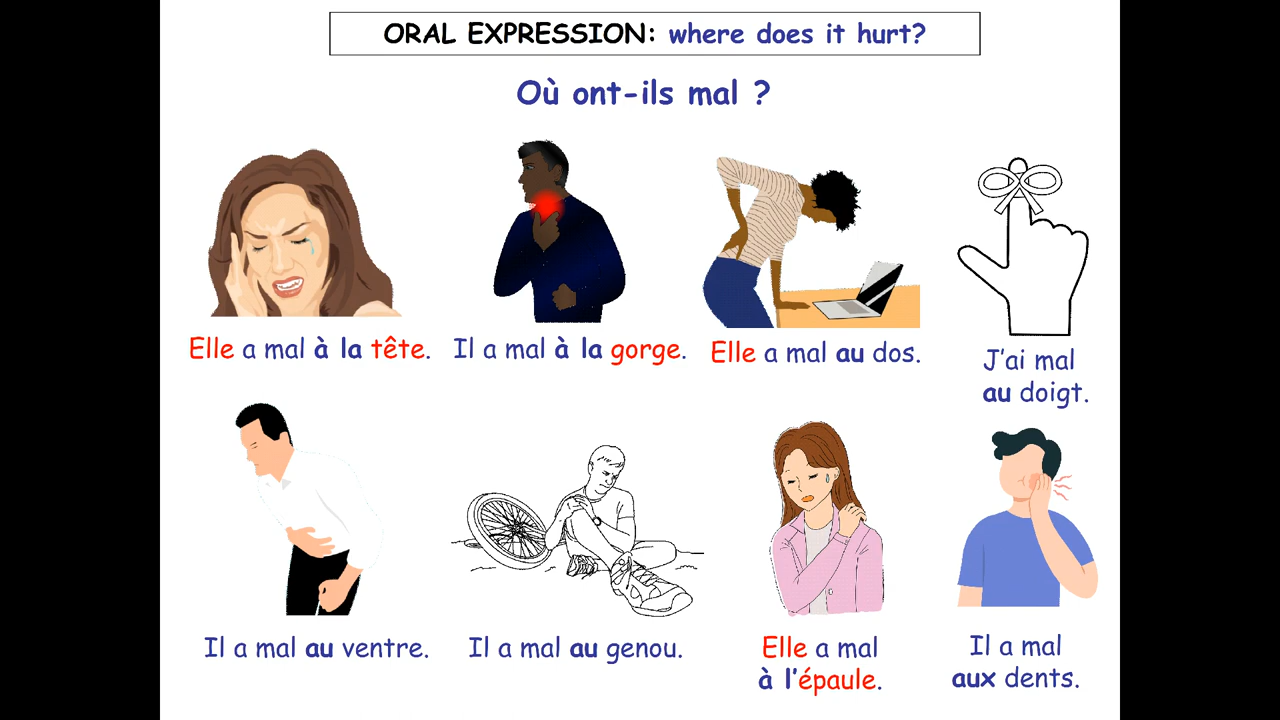 ORAL EXPRESSION: where does it hurt?
Où ont-ils mal ?
Elle a mal à la tête.
Il a mal à la gorge.
Elle a mal au dos.
J'ai mal
au doigt.
Il a mal au ventre.
Il a mal au genou.
Elle a mal
à l'épaule.
Il a mal
aux dents.